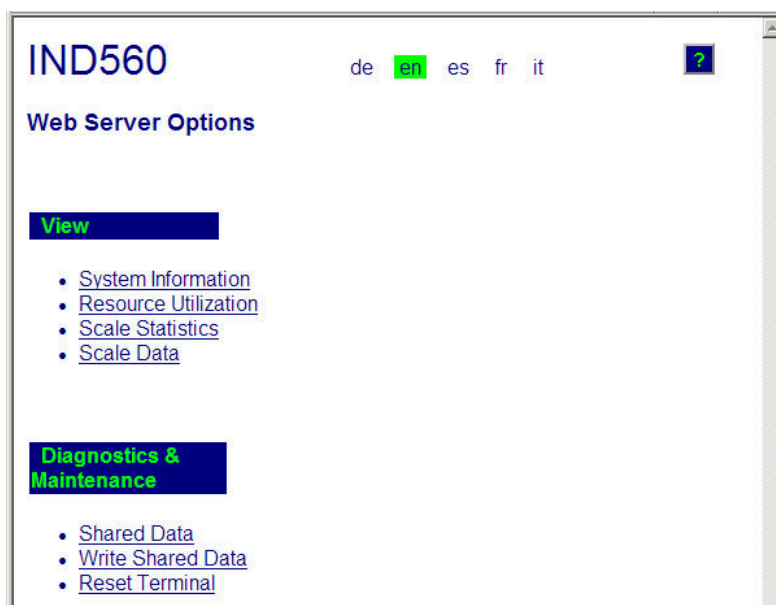 IND560
de en es fr it
?
Web Server Options
View
System Information
Resource Utilization
Scale Statistics
Scale Data
Diagnostics &
Maintenance
Shared Data
Write Shared Data
Reset Terminal